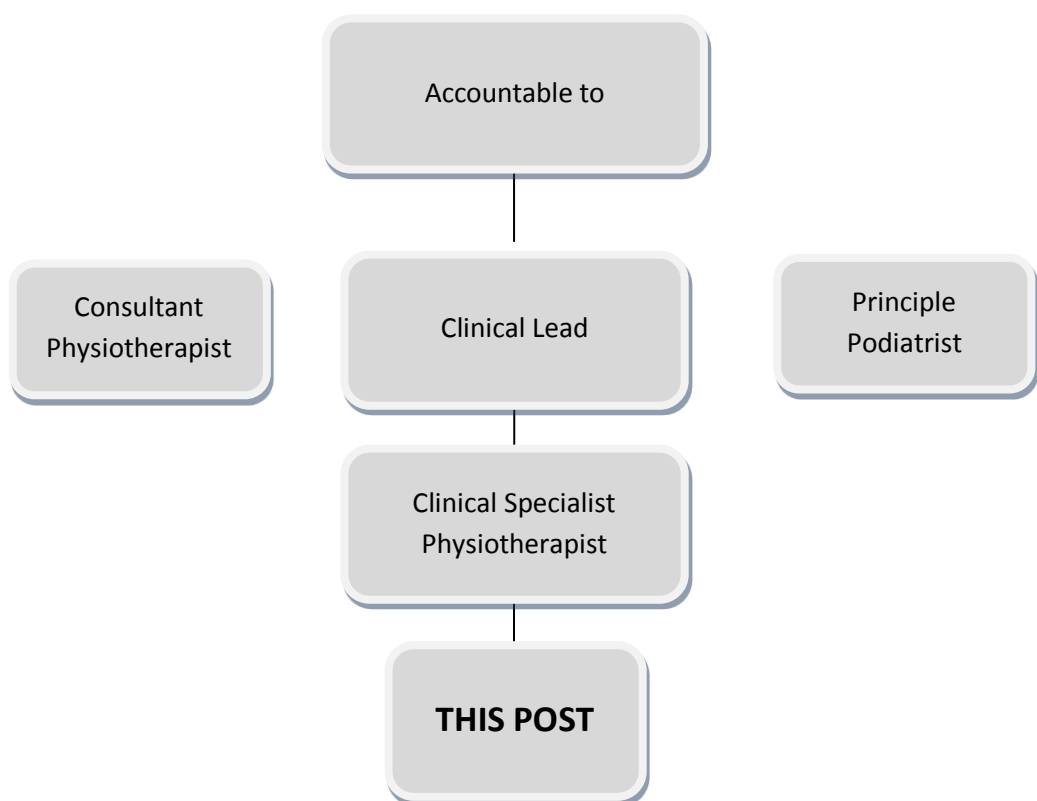 Accountable to
Consultant
Physiotherapist
Clinical Lead
Principle
Podiatrist
Clinical Specialist
Physiotherapist
THIS POST